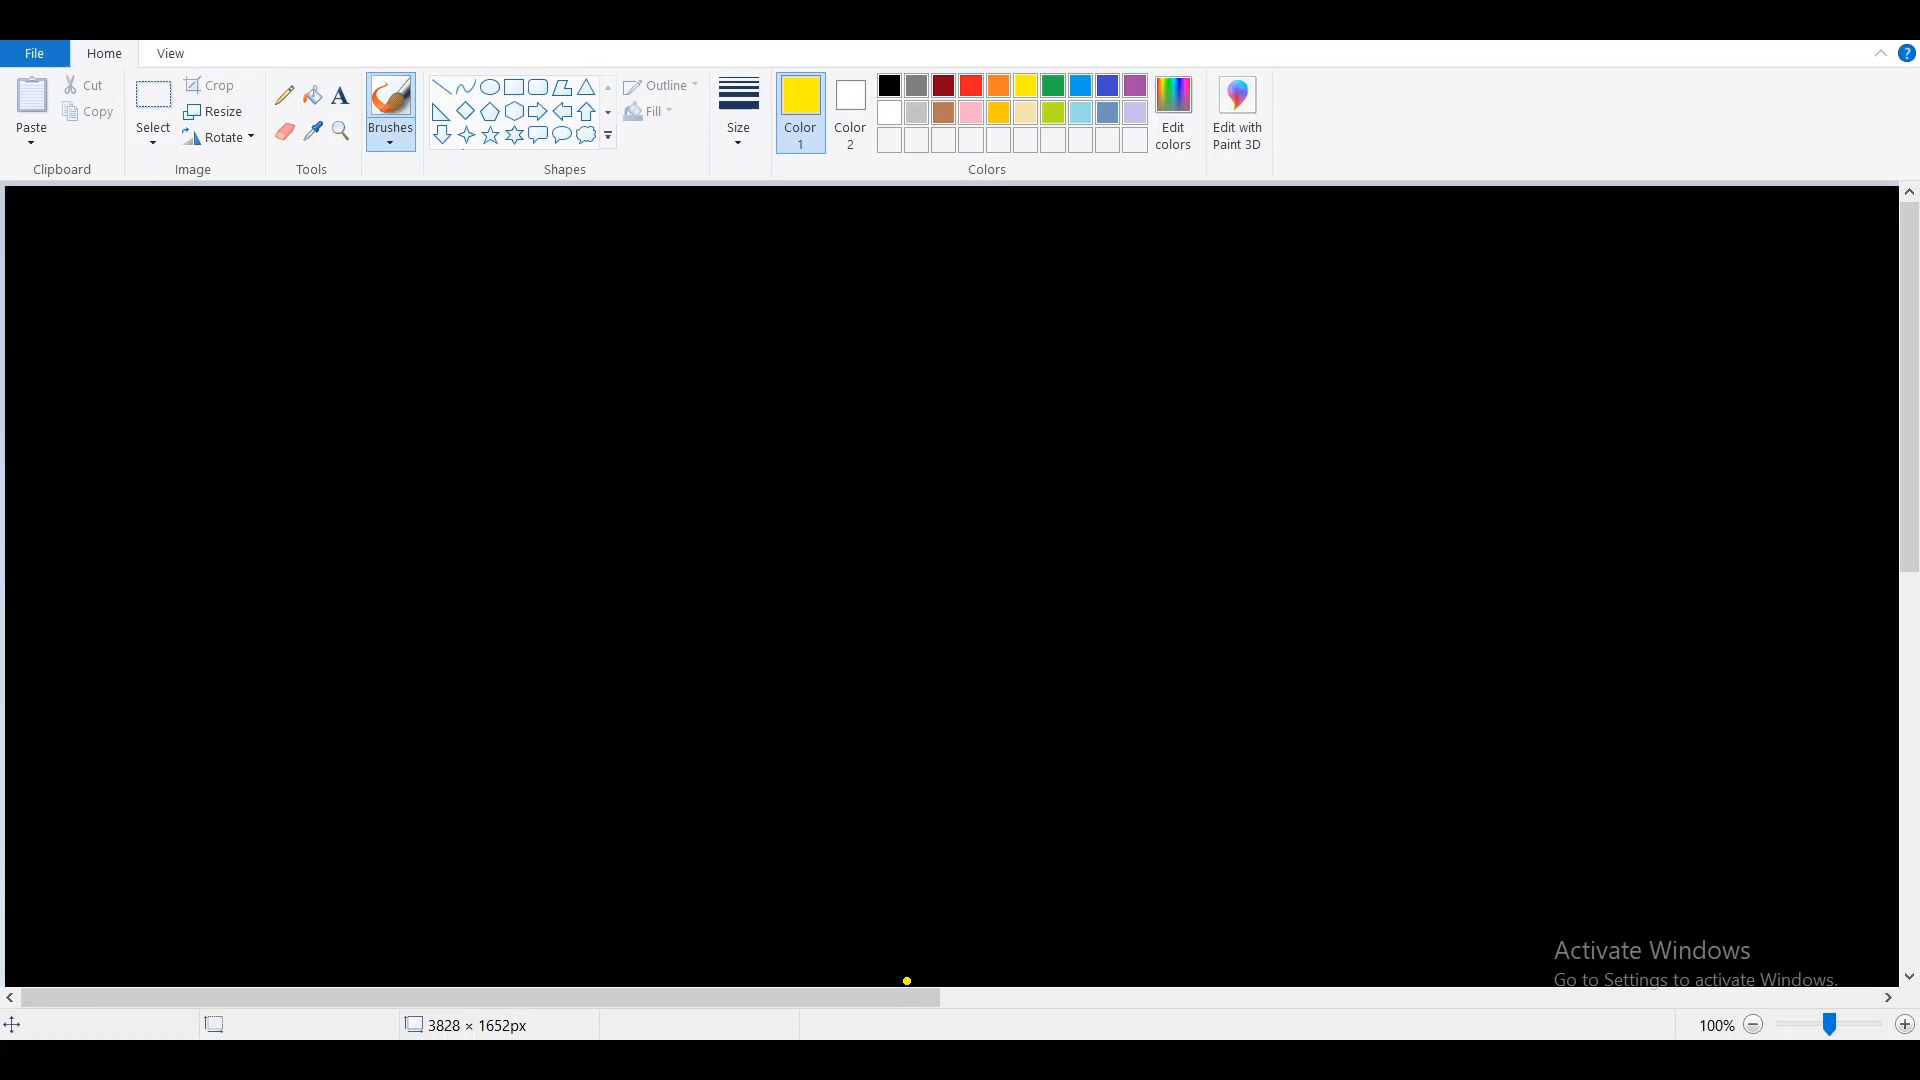 File Home View ?
Cut Crop Outline
Copy Resize Fill
Paste Select Rotate Brushes Size Color 1 Color 2 Edit colors Edit with Paint 3D
Clipboard Image Tools Shapes Colors
Activate Windows
Go to Settings to activate Windows.
3828 × 1652px 100%